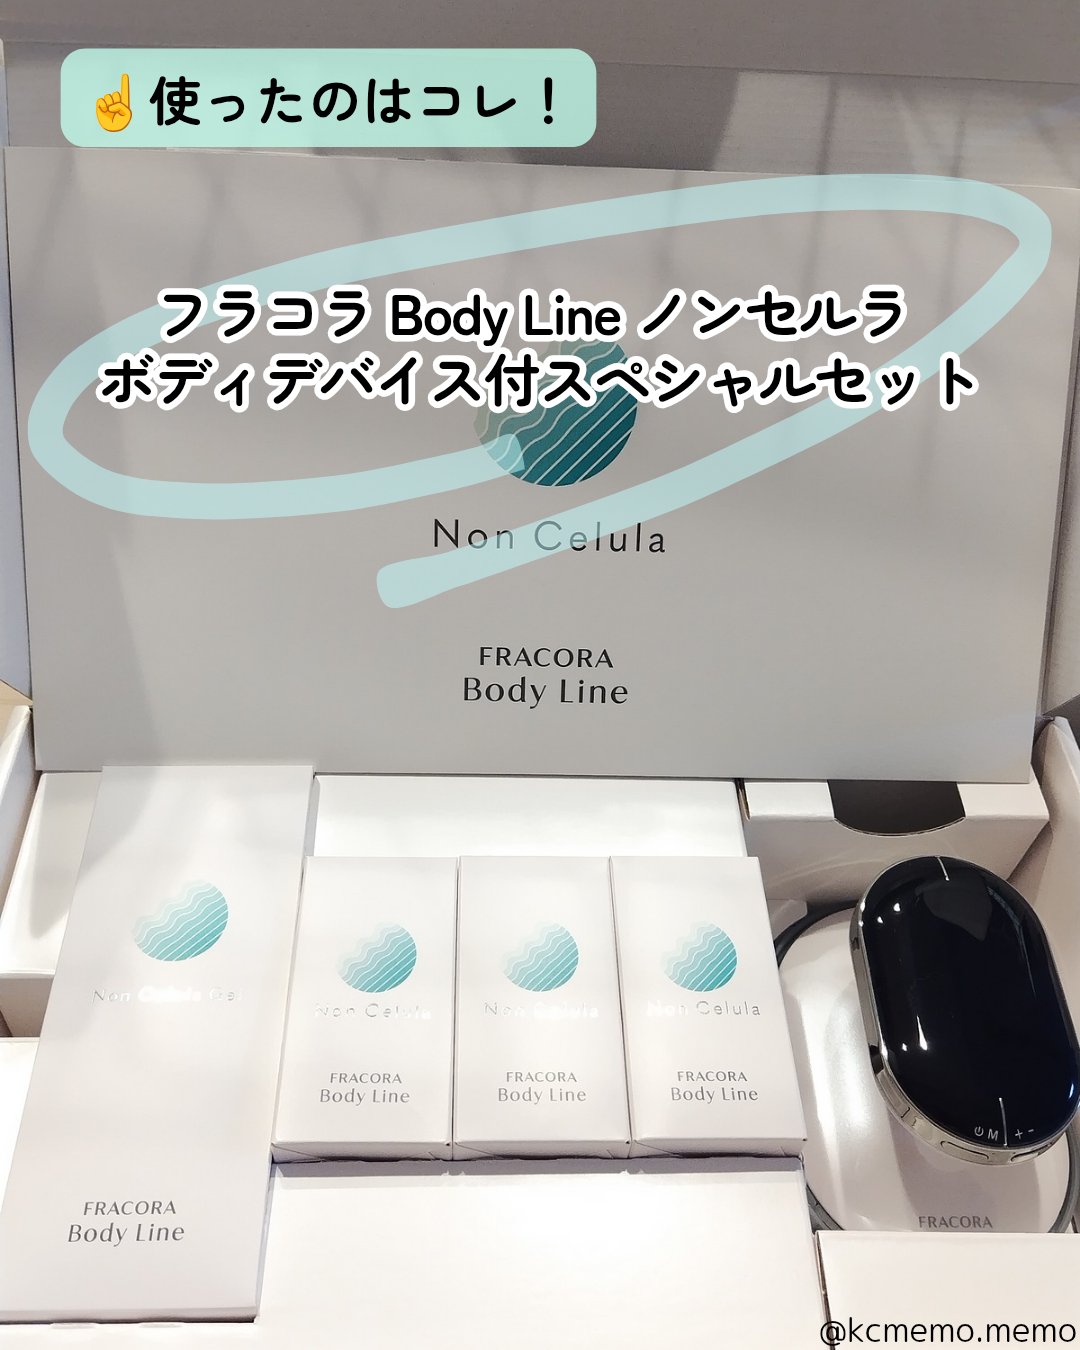 ☝使ったのはコレ！
フラコラ Body Line ノンセルラ
ボディデバイス付スペシャルセット
Non Celula
FRACORA
Body Line
Non Celula Gel
FRACORA
Body Line
Non Celula
FRACORA
Body Line
Non Celula
FRACORA
Body Line
Non Celula
FRACORA
Body Line
M + -
FRACORA
@kcmemo.memo